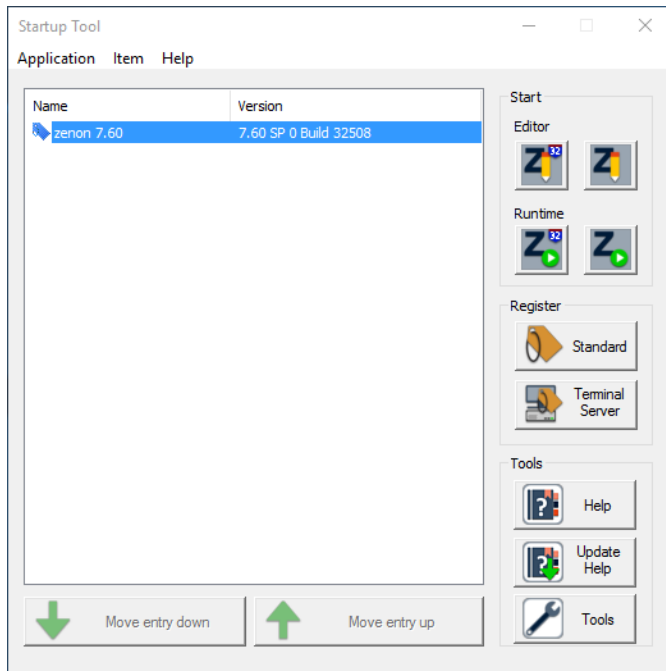 Startup Tool
Application Item Help
Name Version
zenon 7.60 7.60 SP 0 Build 32508
Start
Editor
Z 32 Z
Runtime
Z 32 Z
Register
Standard
Terminal
Server
Tools
? Help
? Update
Help
Tools
Move entry down Move entry up